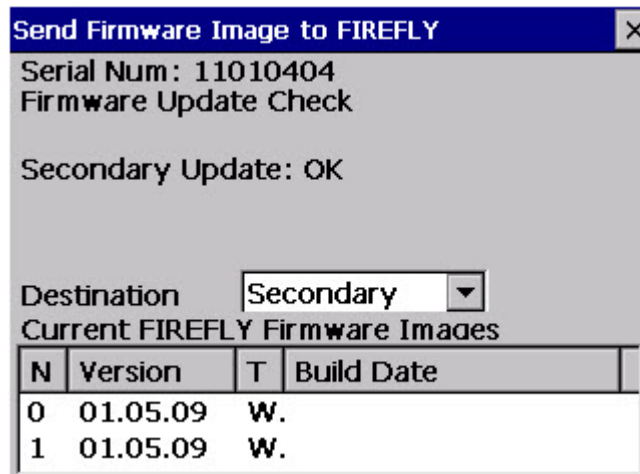 Send Firmware Image to FIREFLY
Serial Num: 11010404
Firmware Update Check
Secondary Update: OK
Destination Secondary
Current FIREFLY Firmware Images
N Version T Build Date
0 01.05.09 W.
1 01.05.09 W.